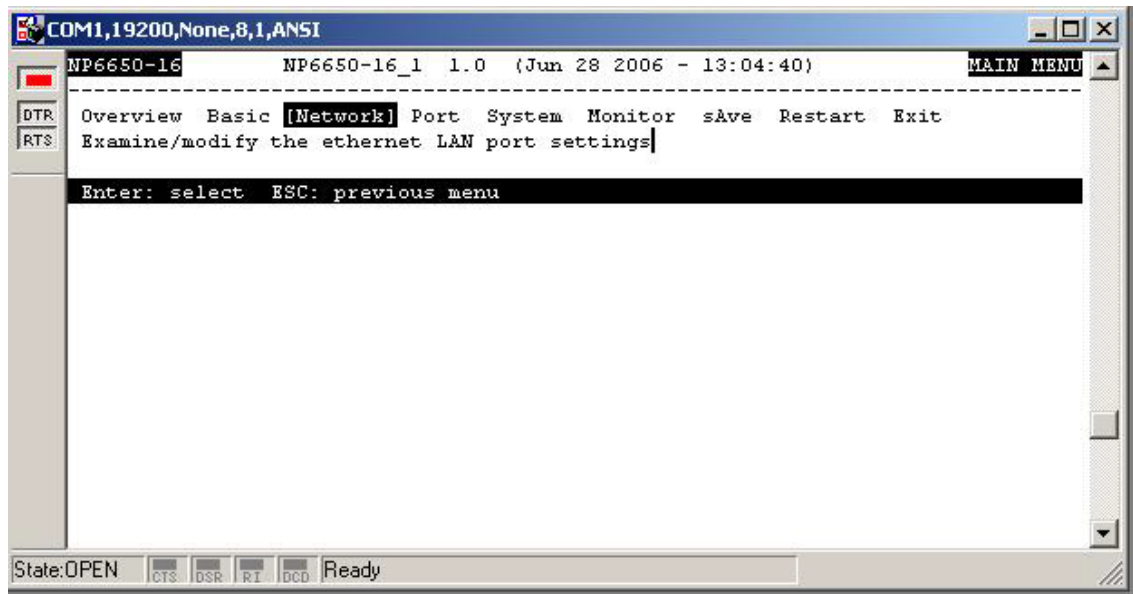 COM1,19200,None,8,1,ANSI
NP6650-16 NP6650-16_1 1.0 (Jun 28 2006 - 13:04:40) MAIN MENU
------------------------------------------------------------------------------
DTR
RTS
Overview Basic [Network] Port System Monitor sAve Restart Exit
Examine/modify the ethernet LAN port settings
Enter: select ESC: previous menu
State:OPEN CTS DSR RI DCD Ready